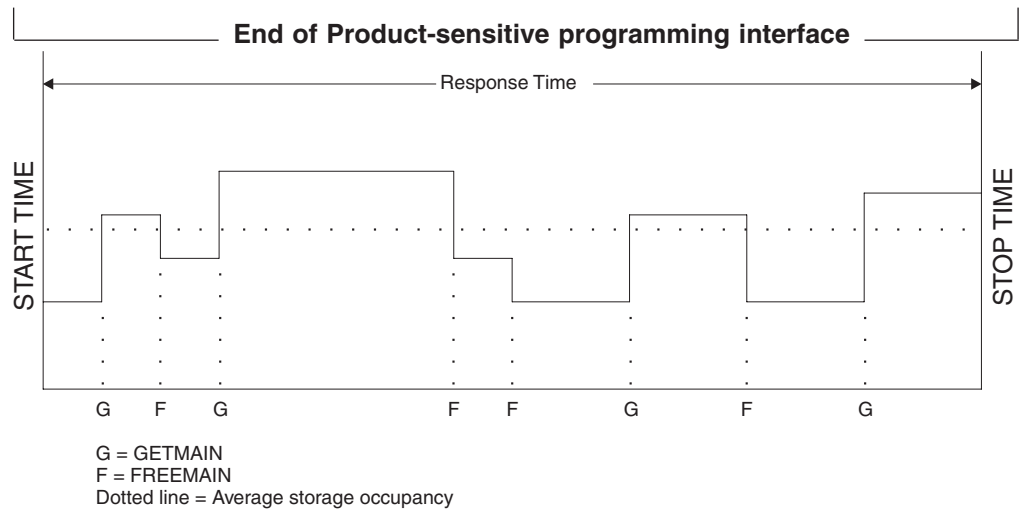 End of Product-sensitive programming interface
Response Time
START TIME
STOP TIME
G F G F F G F G
G = GETMAIN
F = FREEMAIN
Dotted line = Average storage occupancy